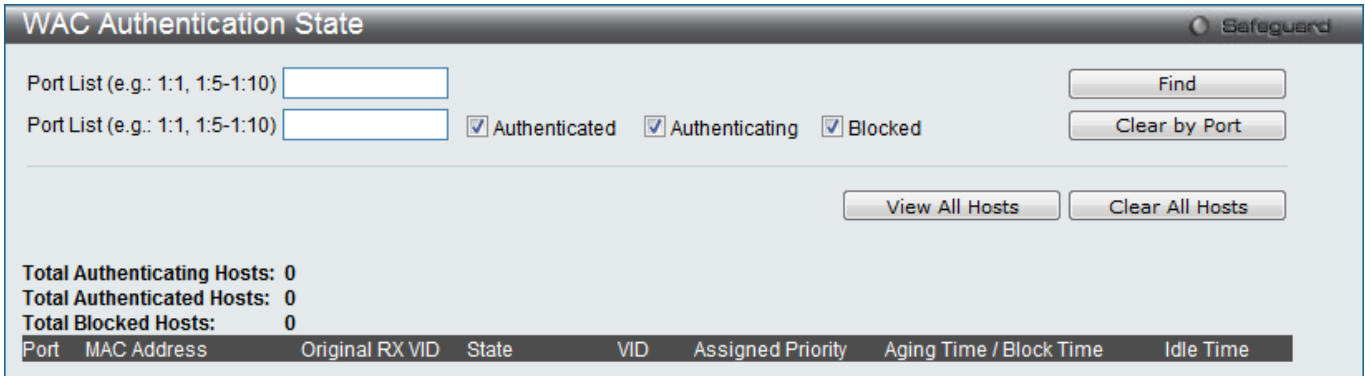 WAC Authentication State Safeguard
Port List (e.g.: 1:1, 1:5-1:10) Find
Port List (e.g.: 1:1, 1:5-1:10) Authenticated Authenticating Blocked Clear by Port
View All Hosts Clear All Hosts
Total Authenticating Hosts: 0
Total Authenticated Hosts: 0
Total Blocked Hosts: 0
Port MAC Address Original RX VID State VID Assigned Priority Aging Time / Block Time Idle Time